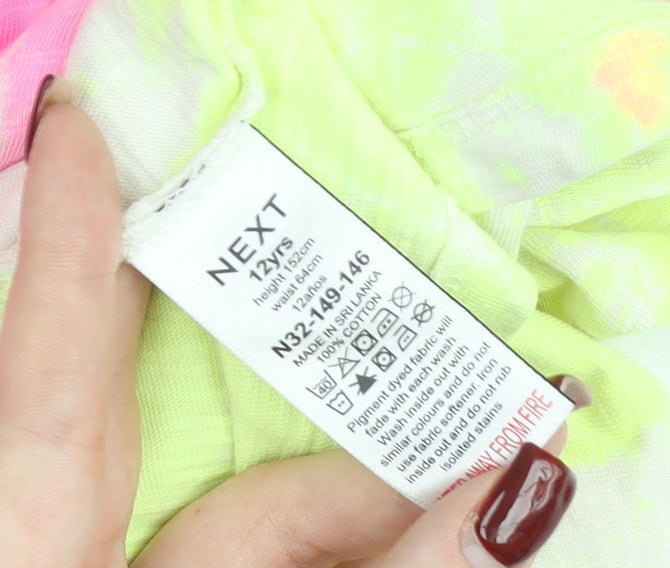 NEXT
12yrs
height 152cm
waist 64cm
12años
N32-149-146
MADE IN SRI LANKA
100% COTTON
40
Pigment dyed fabric will
fade with each wash.
Wash inside out with
similar colours and do not
use fabric softener. Iron
inside out and do not rub
isolated stains
AWAY FROM FIRE